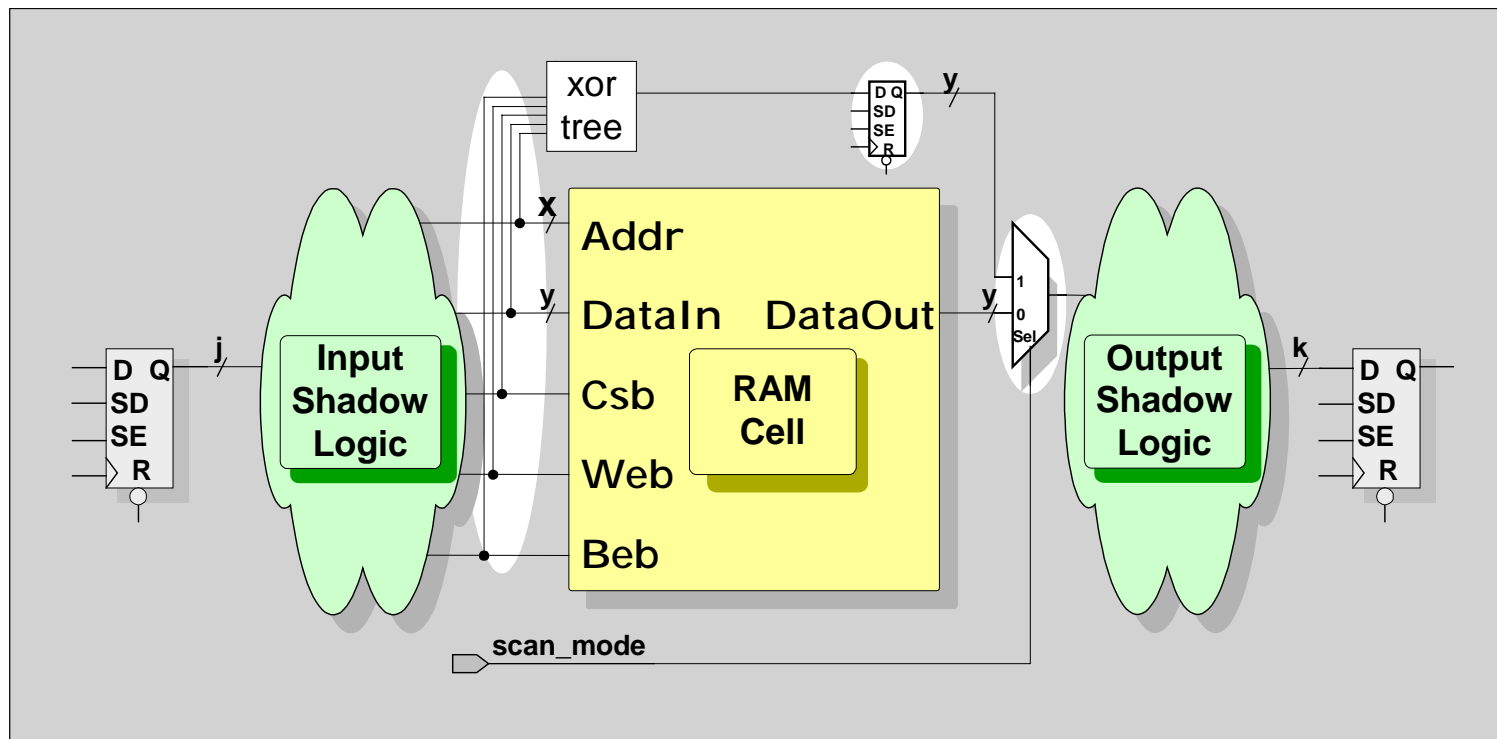 xor
tree
D Q
SD
SE
R
y
x
Addr
y
DataIn
DataOut
y
1
0
Sel
j
Input
Shadow
Logic
D Q
SD
SE
R
Csb
RAM
Cell
Web
Beb
Output
Shadow
Logic
k
D Q
SD
SE
R
scan_mode